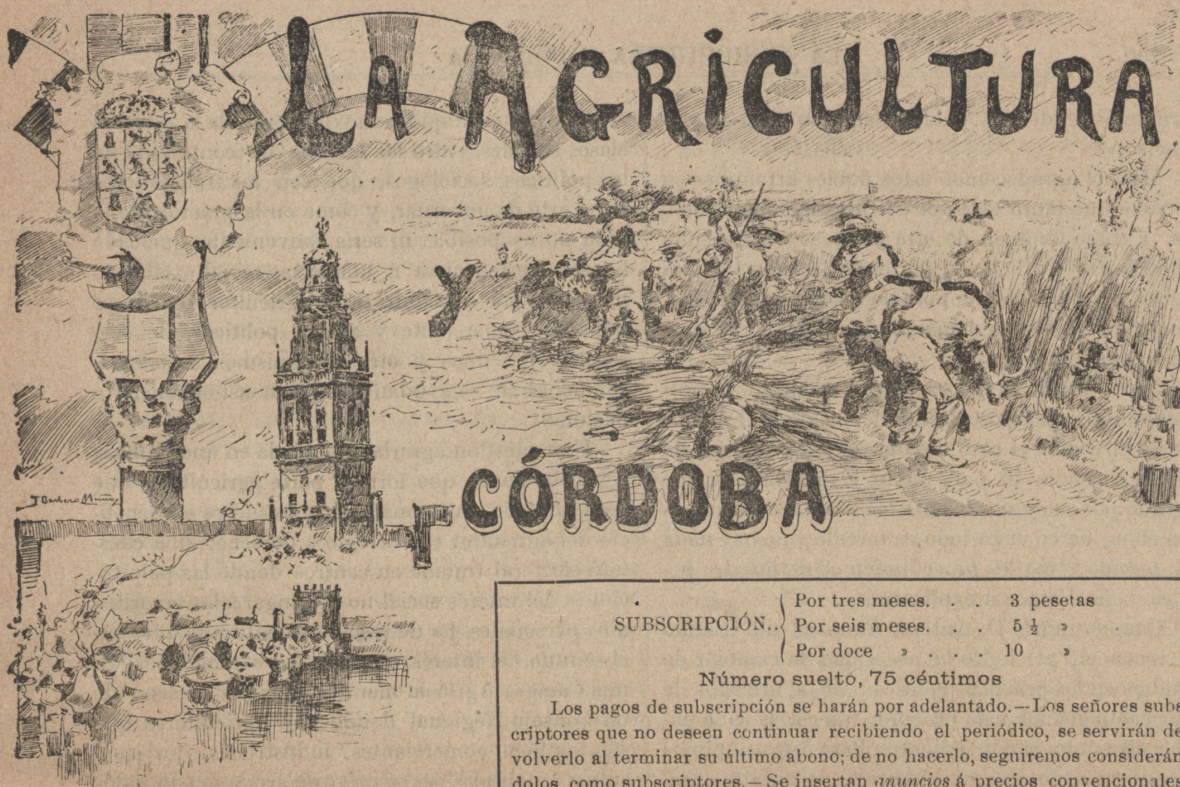 LA AGRICULTURA
Y
CÓRDOBA
SUBSCRIPCIÓN..
Por tres meses. . 3 pesetas
Por seis meses. . 5 ½ »
Por doce » . 10 »
Número suelto, 75 céntimos
Los pagos de subscripción se harán por adelantado.—Los señores subs
criptores que no deseen continuar recibiendo el periódico, se servirán de
volverlo al terminar su último abono; de no hacerlo, seguiremos considerán
dolos como subscriptores.—Se insertan anuncios á precios convencionales